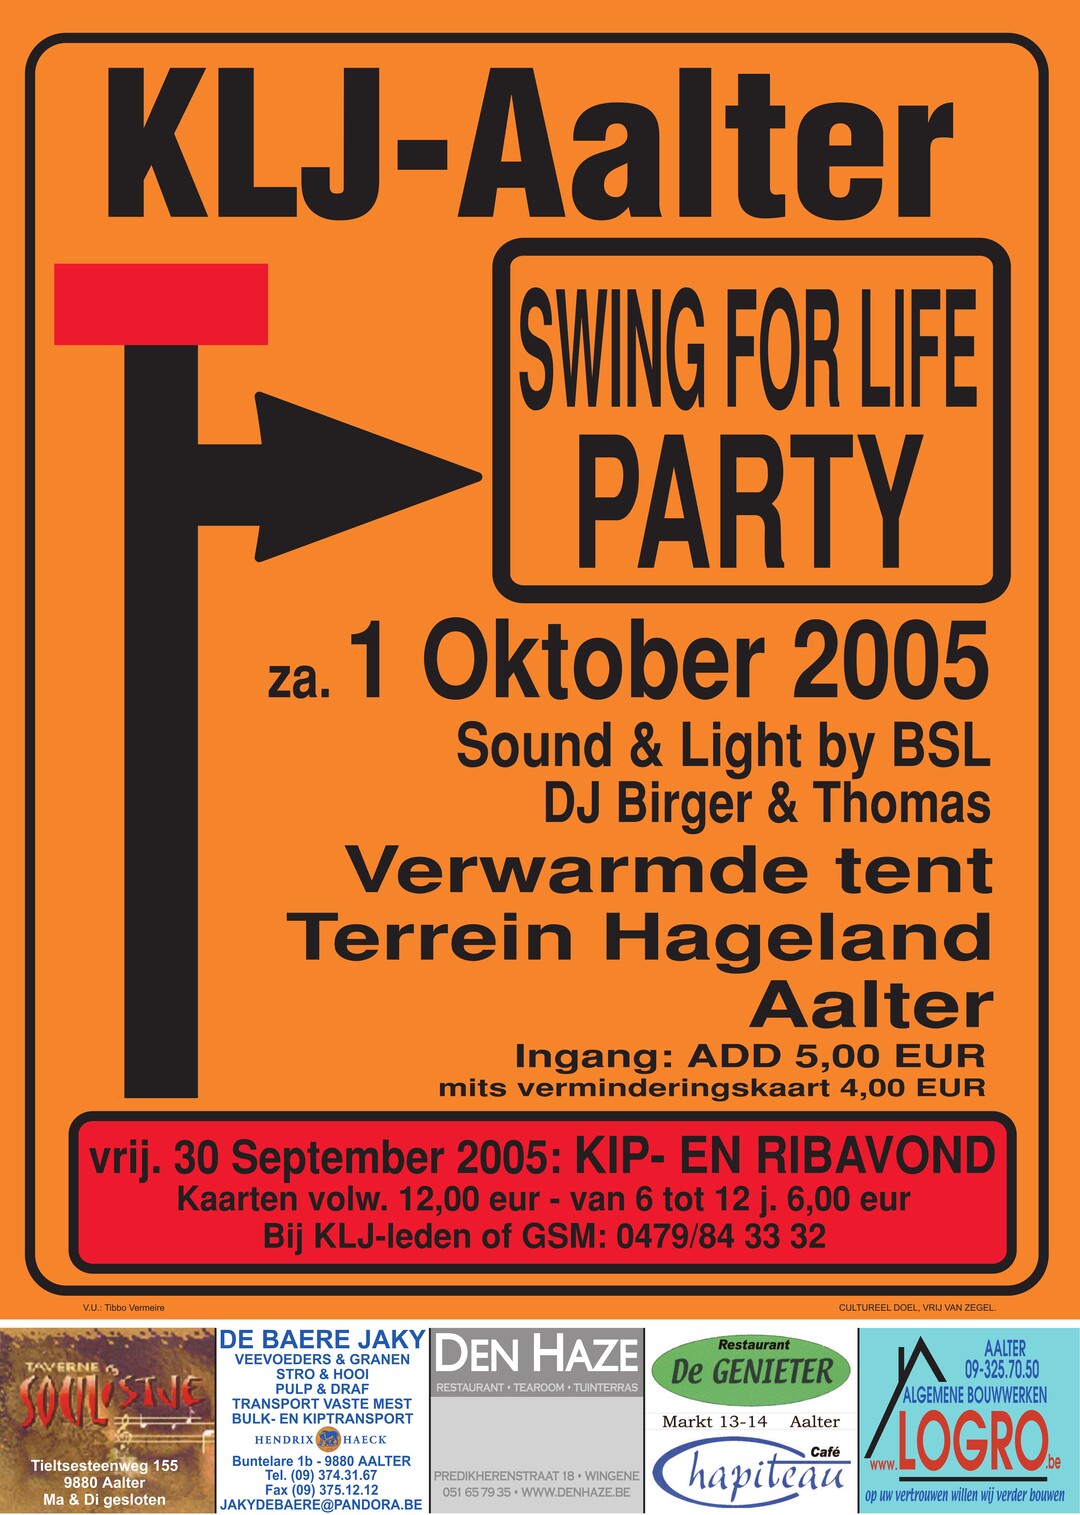 KLJ-Aalter
SWING FOR LIFE
PARTY
za. 1 Oktober 2005
Sound & Light by BSL
DJ Birger & Thomas
Verwarmde tent
Terrein Hageland
Aalter
Ingang: ADD 5,00 EUR
mits verminderingskaart 4,00 EUR
vrij. 30 September 2005: KIP- EN RIBAVOND
Kaarten volw. 12,00 eur - van 6 tot 12 j. 6,00 eur
Bij KLJ-leden of GSM: 0479/84 33 32
V.U.: Tibbo Vermeire
CULTUREEL DOEL, VRIJ VAN ZEGEL.
TAVERNE
Tieltsesteenweg 155
9880 Aalter
Ma & Di gesloten
DE BAERE JAKY
VEEVOEDERS & GRANEN
STRO & HOOI
PULP & DRAF
TRANSPORT VASTE MEST
BULK- EN KIPTRANSPORT
HENDRIX HAECK
Buntelare 1b - 9880 AALTER
Tel. (09) 374.31.67
Fax (09) 375.12.12
JAKYDEBAERE@PANDORA.BE
DEN HAZE
RESTAURANT • TEAROOM • TUINTERRAS
PREDIKHERENSTRAAT 18 • WINGENE
051 65 79 35 • WWW.DENHAZE.BE
Restaurant
De GENIETER
Markt 13-14 Aalter
Café
Chapiteau
AALTER
09-325.70.50
ALGEMENE BOUWWERKEN
www.LOGRO.be
op uw vertrouwen willen wij verder bouwen